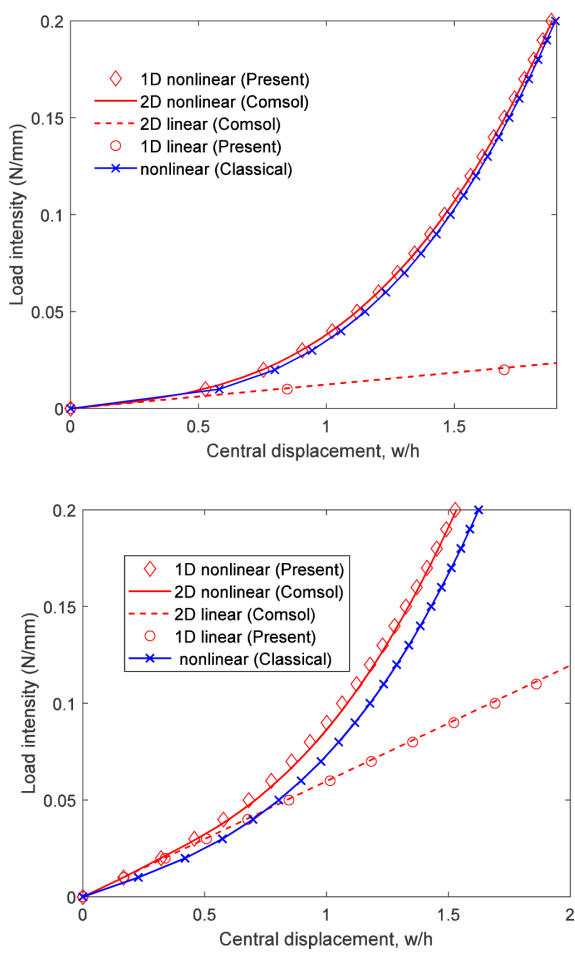 0.2
0.15
0.1
0.05
0
Load intensity (N/mm)
1D nonlinear (Present)
2D nonlinear (Comsol)
2D linear (Comsol)
1D linear (Present)
nonlinear (Classical)
0 0.5 1 1.5
Central displacement, w/h
0.2
0.15
0.1
0.05
0
Load intensity (N/mm)
1D nonlinear (Present)
2D nonlinear (Comsol)
2D linear (Comsol)
1D linear (Present)
nonlinear (Classical)
0 0.5 1 1.5 2
Central displacement, w/h